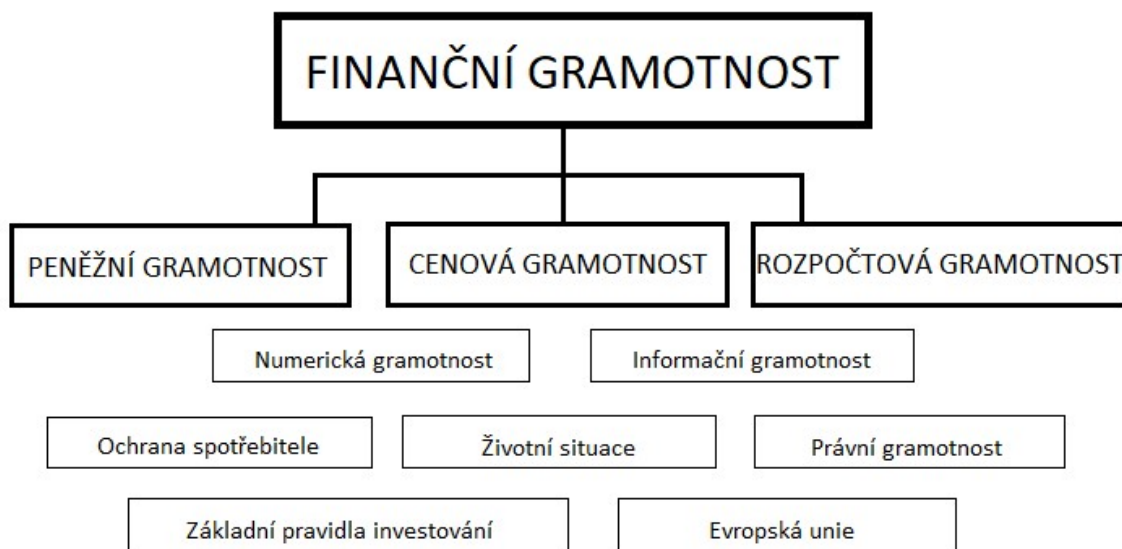 FINANČNÍ GRAMOTNOST
PENĚŽNÍ GRAMOTNOST
CENOVÁ GRAMOTNOST
ROZPOČTOVÁ GRAMOTNOST
Numerická gramotnost
Informační gramotnost
Ochrana spotřebitele
Životní situace
Právní gramotnost
Základní pravidla investování
Evropská unie